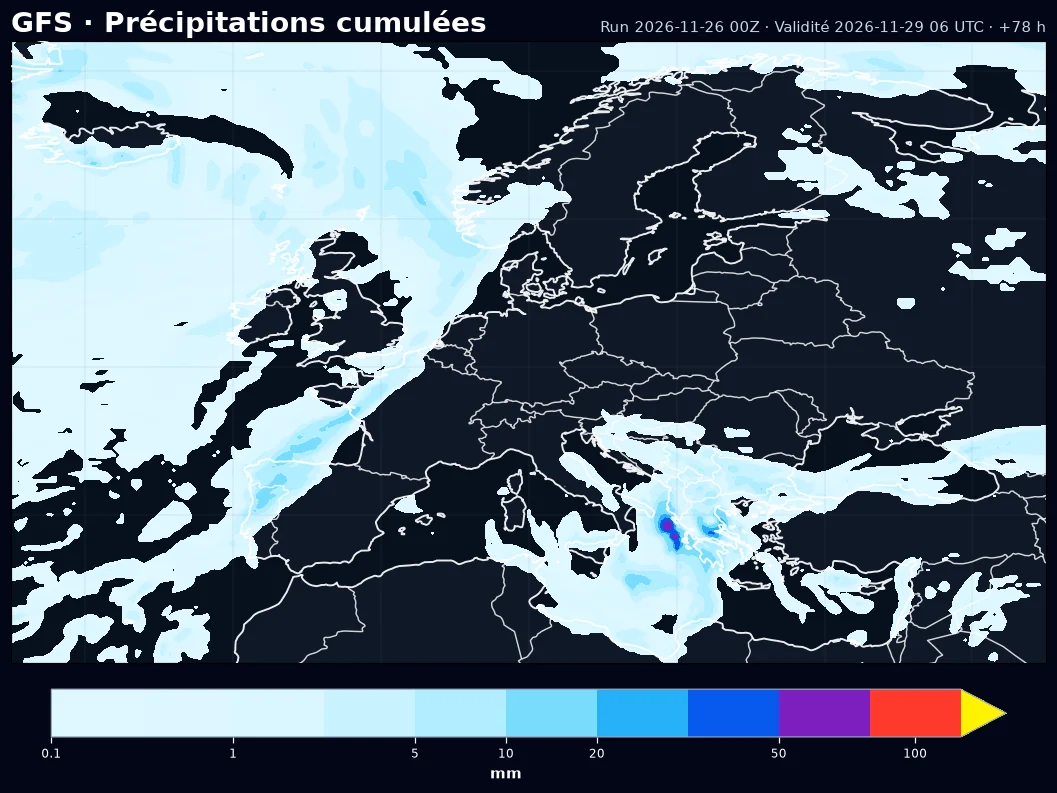 GFS · Précipitations cumulées
Run 2026-11-26 00Z · Validité 2026-11-29 06 UTC · +78 h
0.1 1 5 10 20 50 100
mm